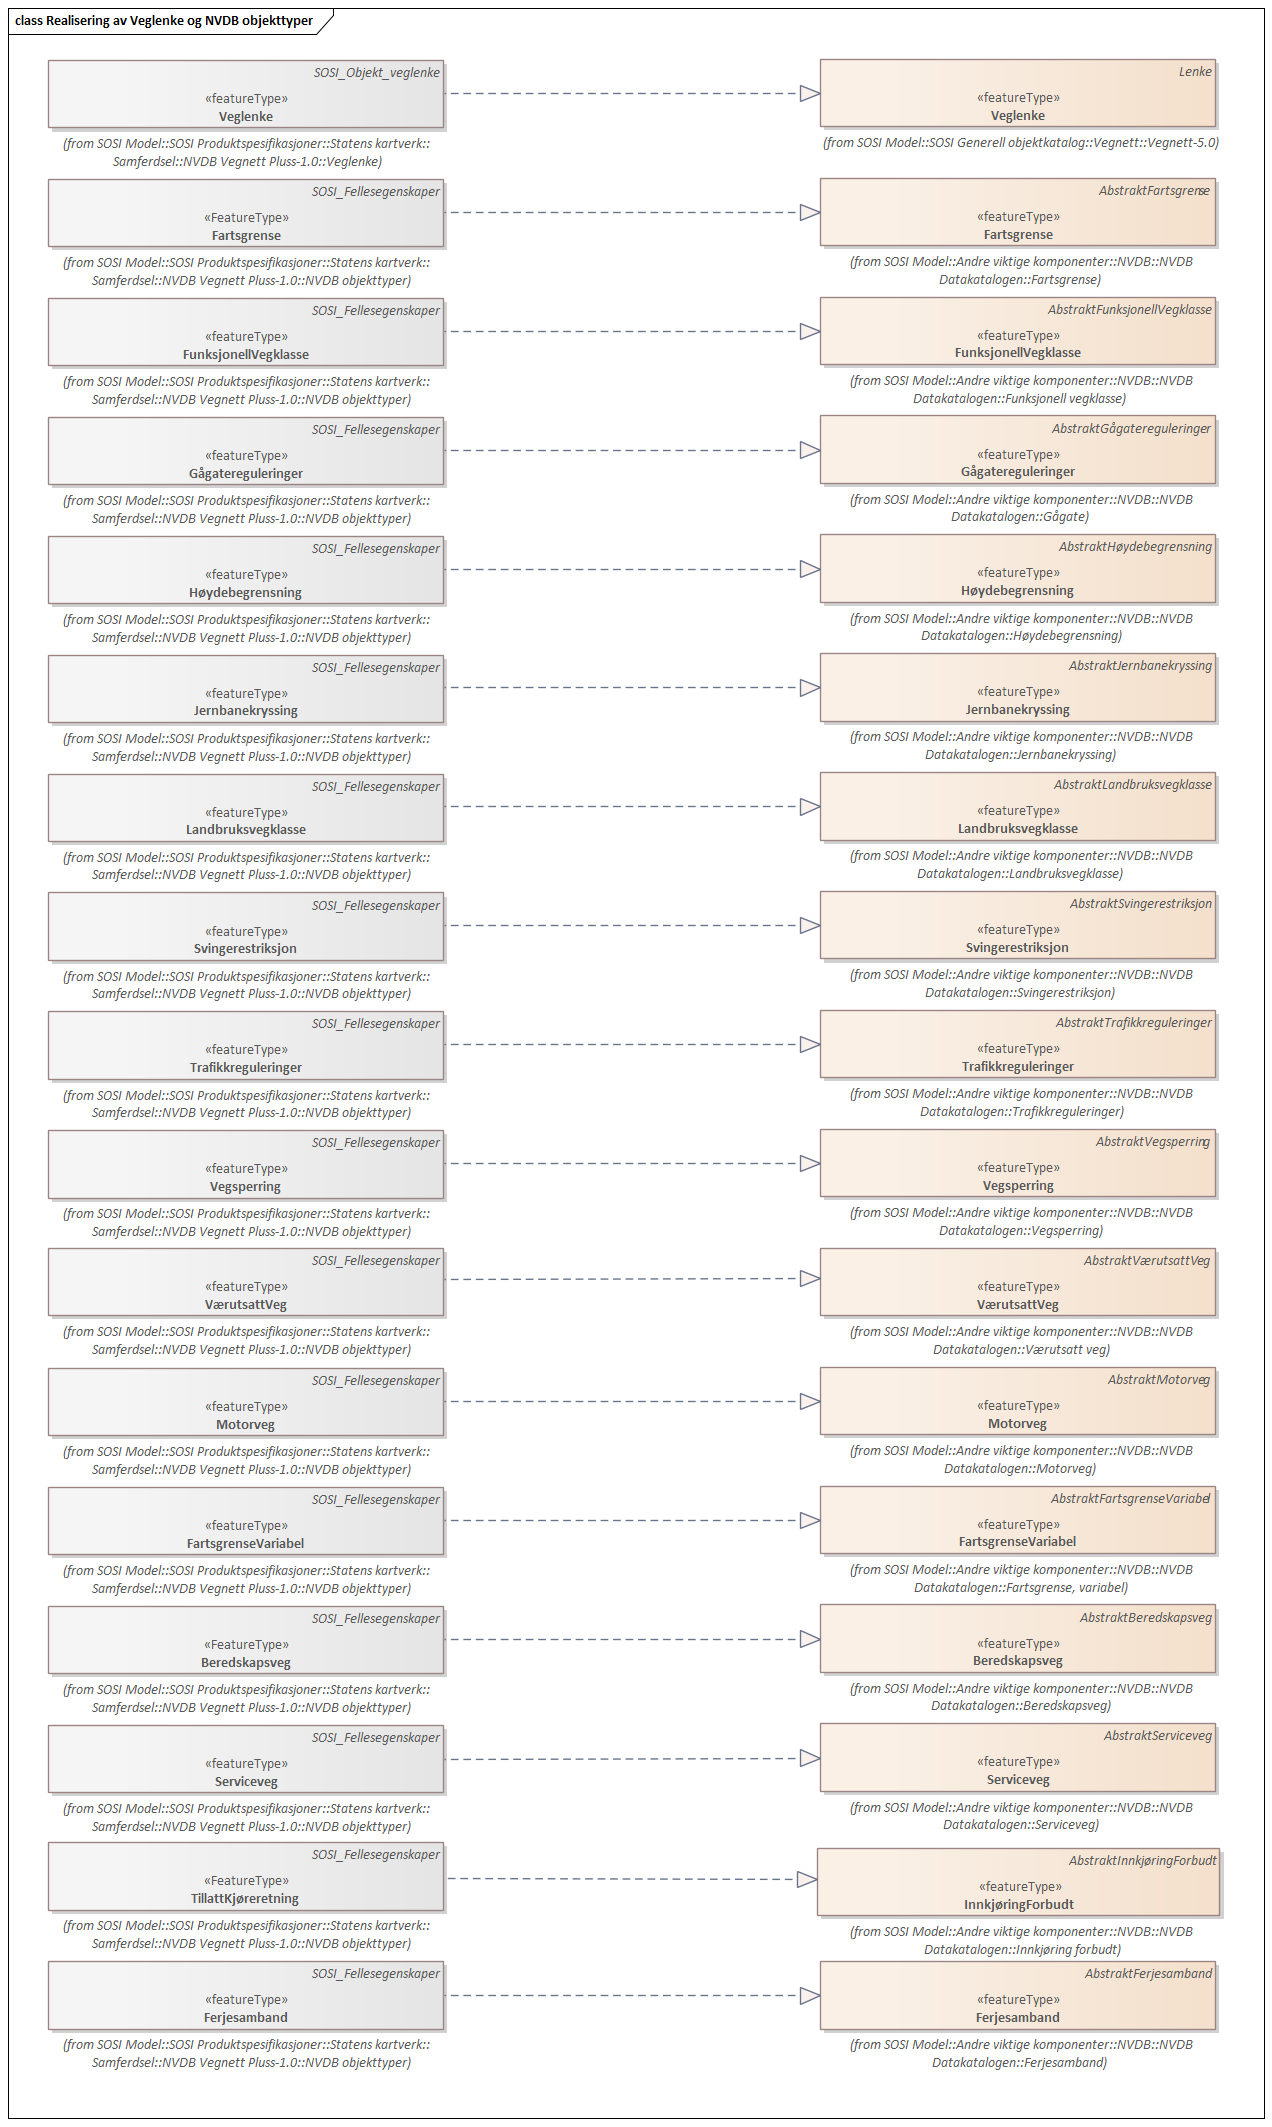 class Realisering av Veglenke og NVDB objekttyper
SOSI_Objekt_veglenke
«featureType»
Veglenke
(from SOSI Model::SOSI Produktspesifikasjoner::Statens kartverk::
Samferdsel::NVDB Vegnett Pluss-1.0::Veglenke)
Lenke
«featureType»
Veglenke
(from SOSI Model::SOSI Generell objektkatalog::Vegnett::Vegnett-5.0)
SOSI_Fellesegenskaper
«FeatureType»
Fartsgrense
(from SOSI Model::SOSI Produktspesifikasjoner::Statens kartverk::
Samferdsel::NVDB Vegnett Pluss-1.0::NVDB objekttyper)
AbstraktFartsgrense
«featureType»
Fartsgrense
(from SOSI Model::Andre viktige komponenter::NVDB::NVDB
Datakatalogen::Fartsgrense)
SOSI_Fellesegenskaper
«featureType»
FunksjonellVegklasse
(from SOSI Model::SOSI Produktspesifikasjoner::Statens kartverk::
Samferdsel::NVDB Vegnett Pluss-1.0::NVDB objekttyper)
AbstraktFunksjonellVegklasse
«featureType»
FunksjonellVegklasse
(from SOSI Model::Andre viktige komponenter::NVDB::NVDB
Datakatalogen::Funksjonell vegklasse)
SOSI_Fellesegenskaper
«featureType»
Gågatereguleringer
(from SOSI Model::SOSI Produktspesifikasjoner::Statens kartverk::
Samferdsel::NVDB Vegnett Pluss-1.0::NVDB objekttyper)
AbstraktGågatereguleringer
«featureType»
Gågatereguleringer
(from SOSI Model::Andre viktige komponenter::NVDB::NVDB
Datakatalogen::Gågate)
SOSI_Fellesegenskaper
«featureType»
Høydebegrensning
(from SOSI Model::SOSI Produktspesifikasjoner::Statens kartverk::
Samferdsel::NVDB Vegnett Pluss-1.0::NVDB objekttyper)
AbstraktHøydebegrensning
«featureType»
Høydebegrensning
(from SOSI Model::Andre viktige komponenter::NVDB::NVDB
Datakatalogen::Høydebegrensning)
SOSI_Fellesegenskaper
«featureType»
Jernbanekryssing
(from SOSI Model::SOSI Produktspesifikasjoner::Statens kartverk::
Samferdsel::NVDB Vegnett Pluss-1.0::NVDB objekttyper)
AbstraktJernbanekryssing
«featureType»
Jernbanekryssing
(from SOSI Model::Andre viktige komponenter::NVDB::NVDB
Datakatalogen::Jernbanekryssing)
SOSI_Fellesegenskaper
«featureType»
Landbruksvegklasse
(from SOSI Model::SOSI Produktspesifikasjoner::Statens kartverk::
Samferdsel::NVDB Vegnett Pluss-1.0::NVDB objekttyper)
AbstraktLandbruksvegklasse
«featureType»
Landbruksvegklasse
(from SOSI Model::Andre viktige komponenter::NVDB::NVDB
Datakatalogen::Landbruksvegklasse)
SOSI_Fellesegenskaper
«featureType»
Svingerestriksjon
(from SOSI Model::SOSI Produktspesifikasjoner::Statens kartverk::
Samferdsel::NVDB Vegnett Pluss-1.0::NVDB objekttyper)
AbstraktSvingerestriksjon
«featureType»
Svingerestriksjon
(from SOSI Model::Andre viktige komponenter::NVDB::NVDB
Datakatalogen::Svingerestriksjon)
SOSI_Fellesegenskaper
«featureType»
Trafikkreguleringer
(from SOSI Model::SOSI Produktspesifikasjoner::Statens kartverk::
Samferdsel::NVDB Vegnett Pluss-1.0::NVDB objekttyper)
AbstraktTrafikkreguleringer
«featureType»
Trafikkreguleringer
(from SOSI Model::Andre viktige komponenter::NVDB::NVDB
Datakatalogen::Trafikkreguleringer)
SOSI_Fellesegenskaper
«featureType»
Vegsperring
(from SOSI Model::SOSI Produktspesifikasjoner::Statens kartverk::
Samferdsel::NVDB Vegnett Pluss-1.0::NVDB objekttyper)
AbstraktVegsperring
«featureType»
Vegsperring
(from SOSI Model::Andre viktige komponenter::NVDB::NVDB
Datakatalogen::Vegsperring)
SOSI_Fellesegenskaper
«featureType»
VærutsattVeg
(from SOSI Model::SOSI Produktspesifikasjoner::Statens kartverk::
Samferdsel::NVDB Vegnett Pluss-1.0::NVDB objekttyper)
AbstraktVærutsattVeg
«featureType»
VærutsattVeg
(from SOSI Model::Andre viktige komponenter::NVDB::NVDB
Datakatalogen::Værutsatt veg)
SOSI_Fellesegenskaper
«featureType»
Motorveg
(from SOSI Model::SOSI Produktspesifikasjoner::Statens kartverk::
Samferdsel::NVDB Vegnett Pluss-1.0::NVDB objekttyper)
AbstraktMotorveg
«featureType»
Motorveg
(from SOSI Model::Andre viktige komponenter::NVDB::NVDB
Datakatalogen::Motorveg)
SOSI_Fellesegenskaper
«featureType»
FartsgrenseVariabel
(from SOSI Model::SOSI Produktspesifikasjoner::Statens kartverk::
Samferdsel::NVDB Vegnett Pluss-1.0::NVDB objekttyper)
AbstraktFartsgrenseVariabel
«featureType»
FartsgrenseVariabel
(from SOSI Model::Andre viktige komponenter::NVDB::NVDB
Datakatalogen::Fartsgrense, variabel)
SOSI_Fellesegenskaper
«FeatureType»
Beredskapsveg
(from SOSI Model::SOSI Produktspesifikasjoner::Statens kartverk::
Samferdsel::NVDB Vegnett Pluss-1.0::NVDB objekttyper)
AbstraktBeredskapsveg
«featureType»
Beredskapsveg
(from SOSI Model::Andre viktige komponenter::NVDB::NVDB
Datakatalogen::Beredskapsveg)
SOSI_Fellesegenskaper
«featureType»
Serviceveg
(from SOSI Model::SOSI Produktspesifikasjoner::Statens kartverk::
Samferdsel::NVDB Vegnett Pluss-1.0::NVDB objekttyper)
AbstraktServiceveg
«featureType»
Serviceveg
(from SOSI Model::Andre viktige komponenter::NVDB::NVDB
Datakatalogen::Serviceveg)
SOSI_Fellesegenskaper
«FeatureType»
TillattKjøreretning
(from SOSI Model::SOSI Produktspesifikasjoner::Statens kartverk::
Samferdsel::NVDB Vegnett Pluss-1.0::NVDB objekttyper)
AbstraktInnkjøringForbudt
«featureType»
InnkjøringForbudt
(from SOSI Model::Andre viktige komponenter::NVDB::NVDB
Datakatalogen::Innkjøring forbudt)
SOSI_Fellesegenskaper
«featureType»
Ferjesamband
(from SOSI Model::SOSI Produktspesifikasjoner::Statens kartverk::
Samferdsel::NVDB Vegnett Pluss-1.0::NVDB objekttyper)
AbstraktFerjesamband
«featureType»
Ferjesamband
(from SOSI Model::Andre viktige komponenter::NVDB::NVDB
Datakatalogen::Ferjesamband)